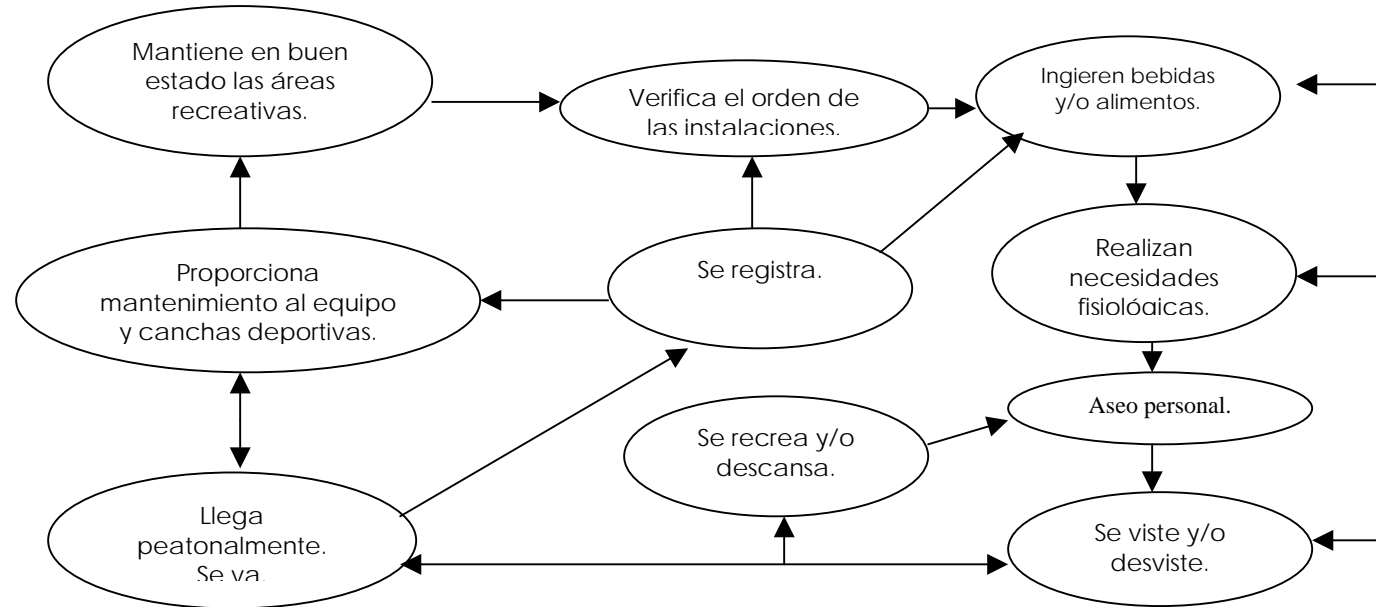 Mantiene en buen
estado las áreas
recreativas.
Verifica el orden de
las instalaciones.
Ingieren bebidas
y/o alimentos.
Proporciona
mantenimiento al equipo
y canchas deportivas.
Se registra.
Realizan
necesidades
fisiológicas.
Se recrea y/o
descansa.
Aseo personal.
Llega
peatonalmente.
Se va.
Se viste y/o
desviste.